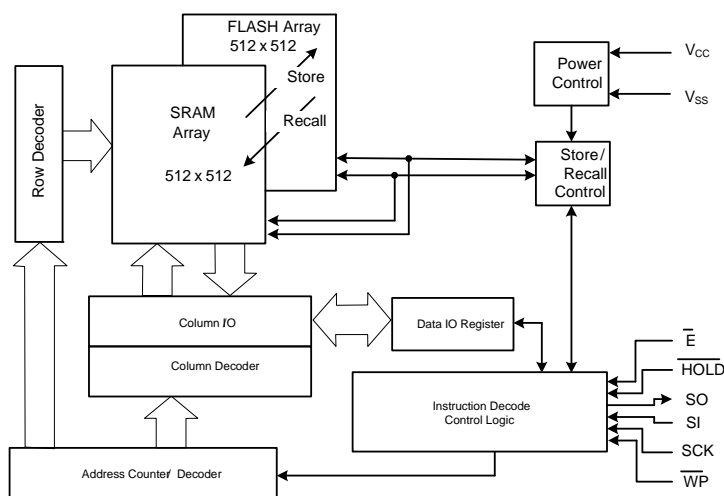 FLASH Array
512 x 512
Store
Recall
SRAM
Array
512 x 512
Row Decoder
Power
Control
VCC
VSS
Store/
Recall
Control
Column I/O
Column Decoder
Data IO Register
Instruction Decode
Control Logic
Address Counter/ Decoder
E
HOLD
SO
SI
SCK
WP